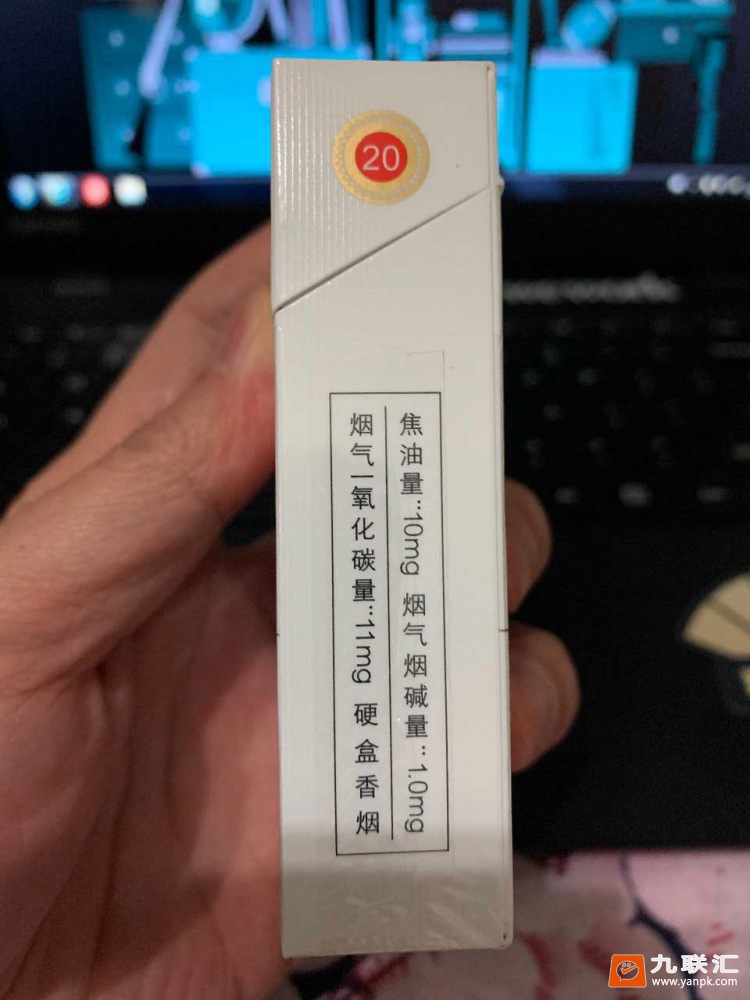 20
焦油量:10mg 烟气烟碱量:1.0mg
烟气一氧化碳量:11mg 硬盒香烟
九联汇
www.yanpk.com